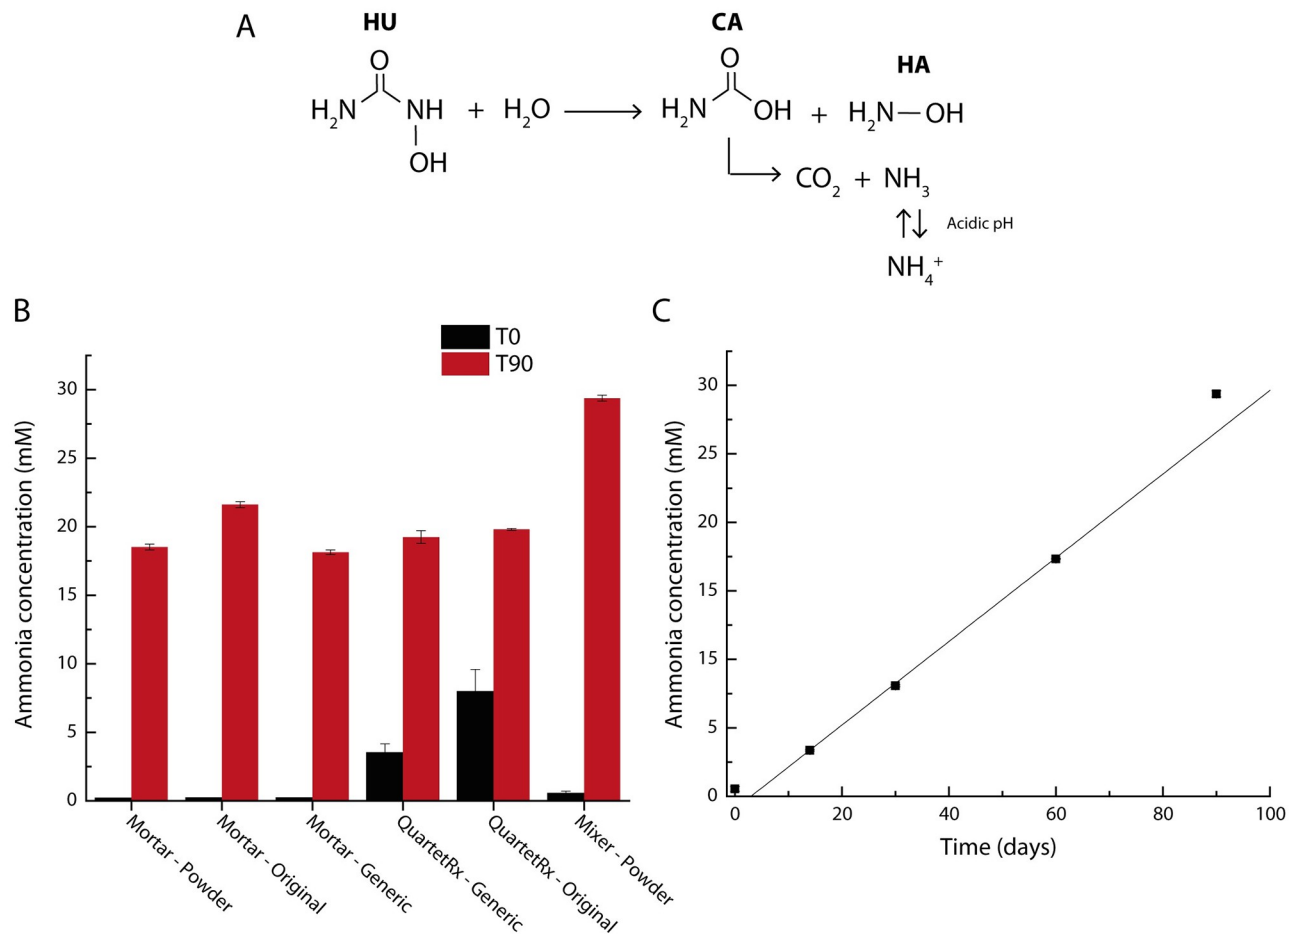 A
HU
CA
HA
O
H2N NH
OH
+ H2O
O
H2N OH
+ H2N—OH
CO2 + NH3
Acidic pH
NH4+
B
T0
T90
Ammonia concentration (mM)
30
25
20
15
10
5
0
Mortar - Powder
Mortar - Original
Mortar - Generic
QuartetRx - Generic
QuartetRx - Original
Mixer - Powder
C
Ammonia concentration (mM)
30
25
20
15
15
5
0
0 20 40 60 80 100
Time (days)